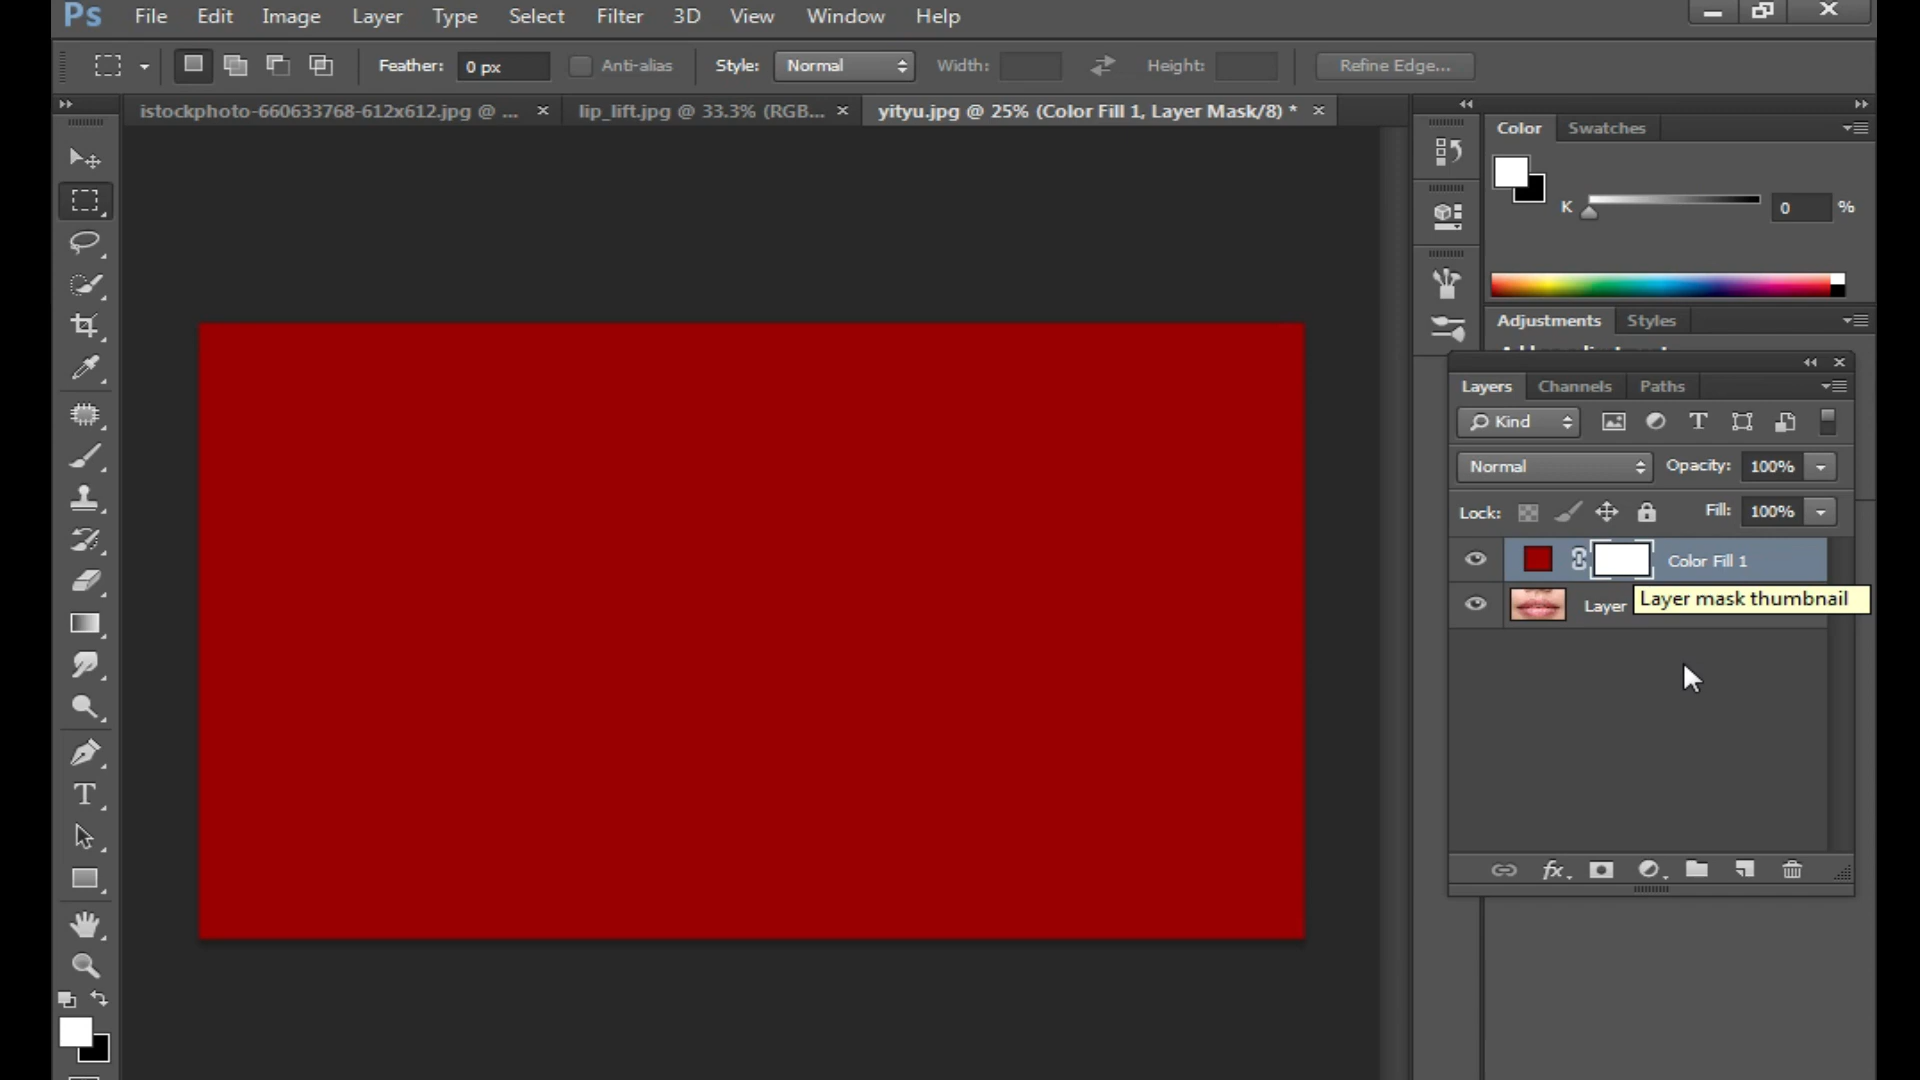 Ps File Edit Image Layer Type Select Filter 3D View Window Help
Feather: 0 px Anti-alias Style: Normal Width: Height: Refine Edge...
istockphoto-660633768-612x612.jpg @ ... lip_lift.jpg @ 33.3% (RGB... yityu.jpg @ 25% (Color Fill 1, Layer Mask/8) *
Color Swatches
K 0 %
Adjustments Styles
Layers Channels Paths
Kind
Normal Opacity: 100%
Lock: Fill: 100%
Color Fill 1
Layer
Layer mask thumbnail